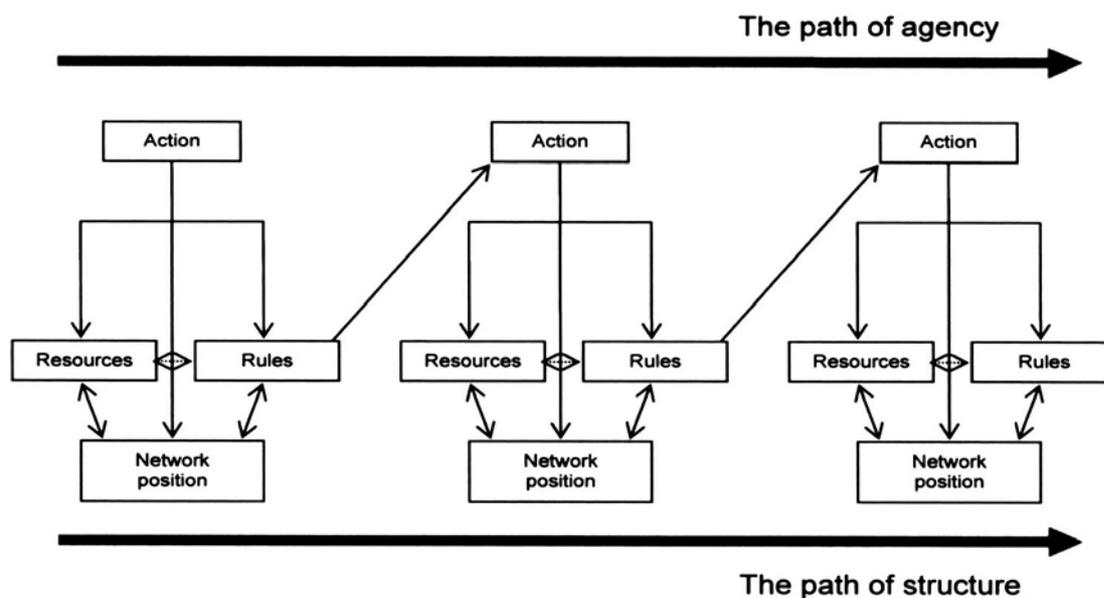 The path of agency
Action
Action
Action
Resources
Rules
Resources
Rules
Resources
Rules
Network
position
Network
position
Network
position
The path of structure